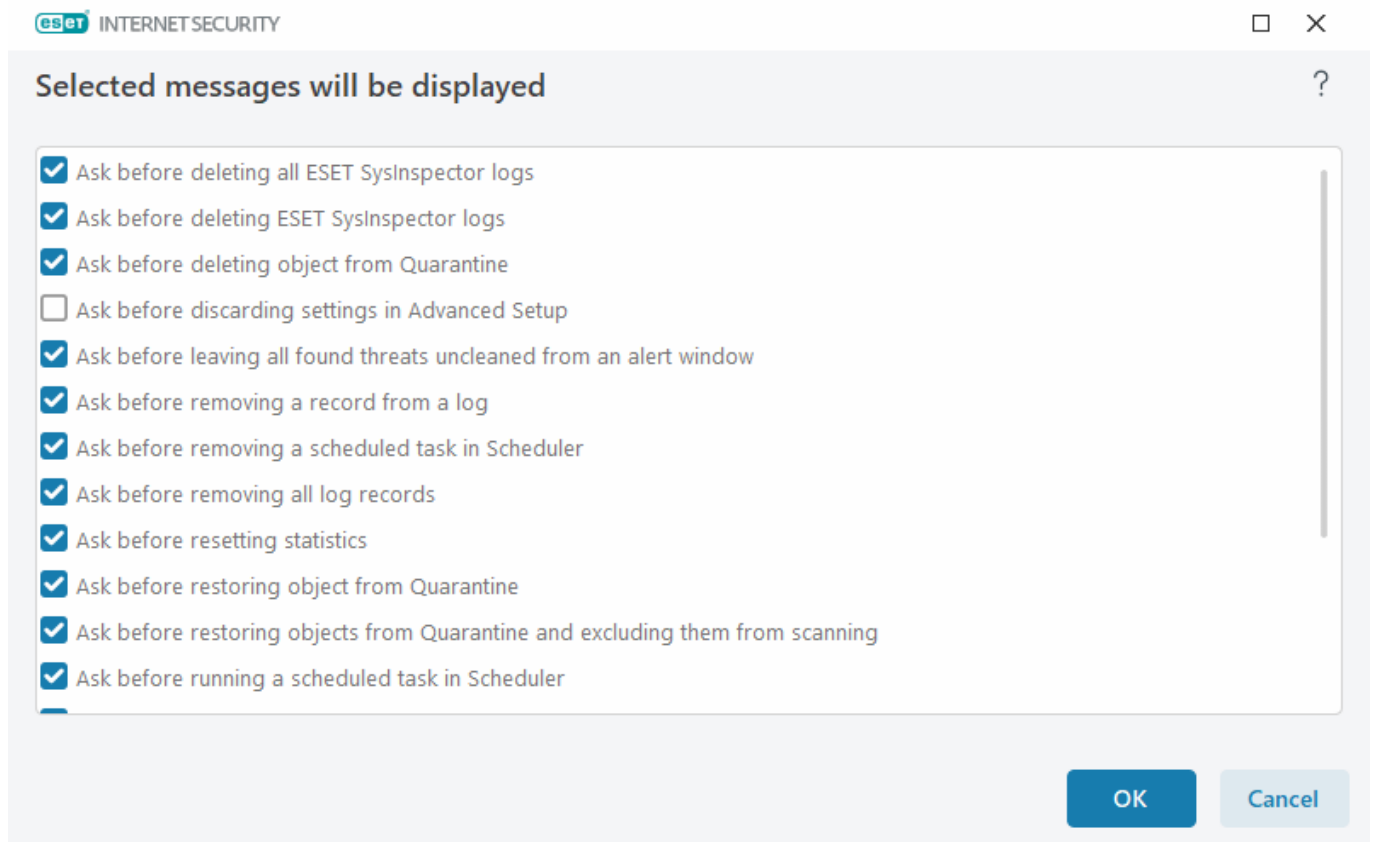 eset INTERNET SECURITY
Selected messages will be displayed
?
Ask before deleting all ESET SysInspector logs
Ask before deleting ESET SysInspector logs
Ask before deleting object from Quarantine
Ask before discarding settings in Advanced Setup
Ask before leaving all found threats uncleaned from an alert window
Ask before removing a record from a log
Ask before removing a scheduled task in Scheduler
Ask before removing all log records
Ask before resetting statistics
Ask before restoring object from Quarantine
Ask before restoring objects from Quarantine and excluding them from scanning
Ask before running a scheduled task in Scheduler
OK Cancel